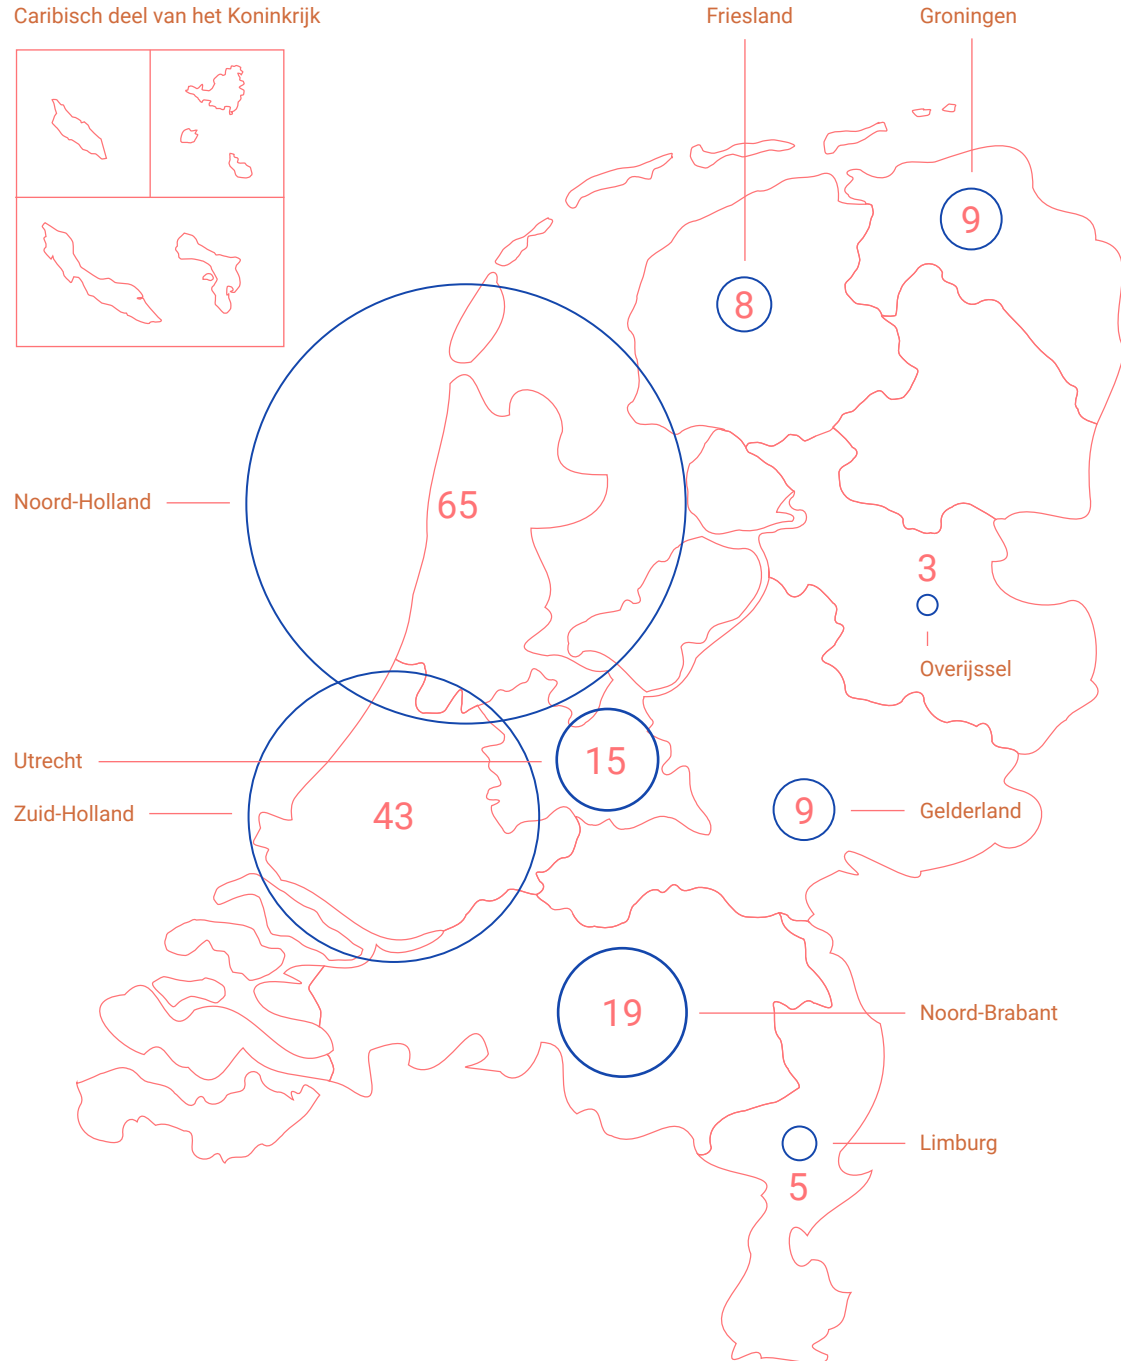 Caribisch deel van het Koninkrijk
Friesland
Groningen
9
8
Noord-Holland
65
3
Overijssel
Utrecht
15
Zuid-Holland
43
9
Gelderland
19
Noord-Brabant
Limburg
5